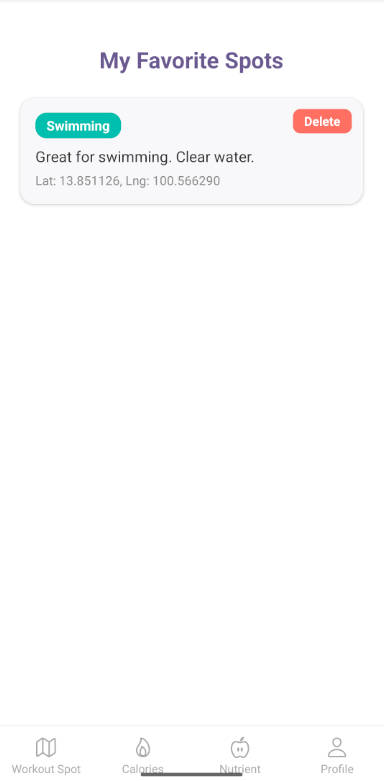 My Favorite Spots
Swimming
Delete
Great for swimming. Clear water.
Lat: 13.851126, Lng: 100.566290
Workout Spot
Calories
Nutrient
Profile